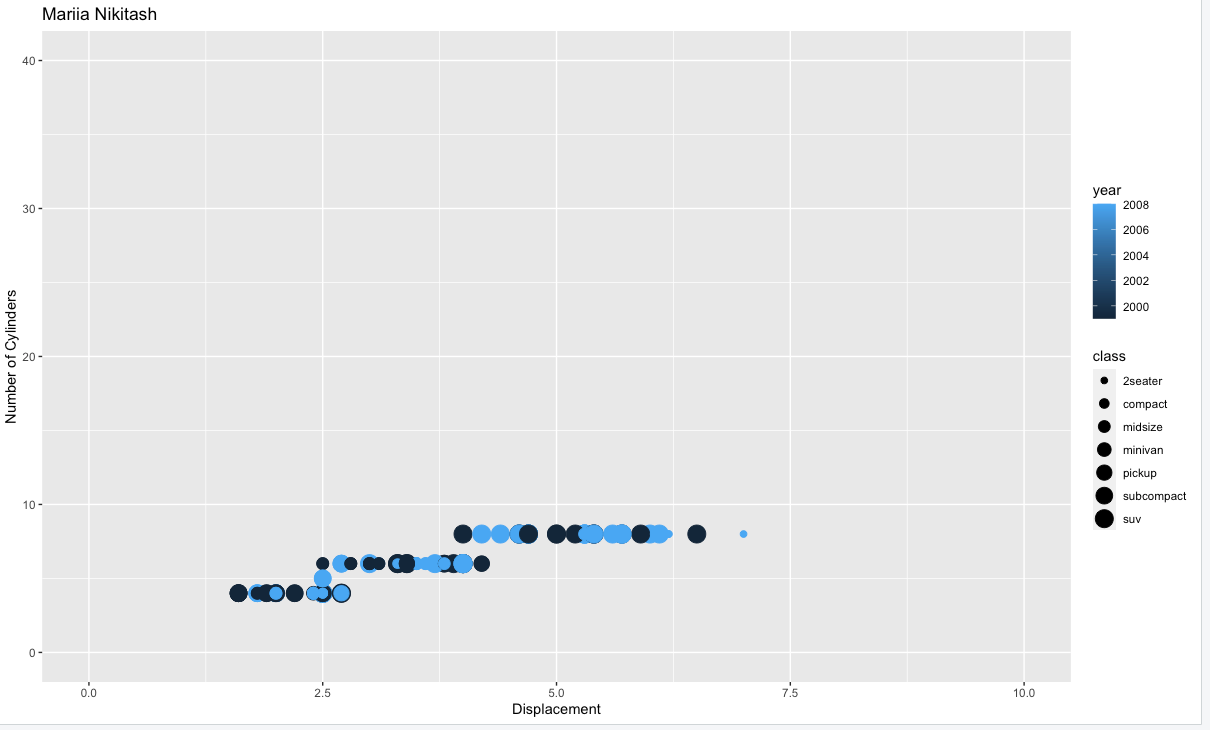 Mariia Nikitash
40
30
20
10
0
Number of Cylinders
0.0 2.5 5.0 7.5 10.0
Displacement
year
2008
2006
2004
2002
2000
class
2seater
compact
midsize
minivan
pickup
subcompact
suv